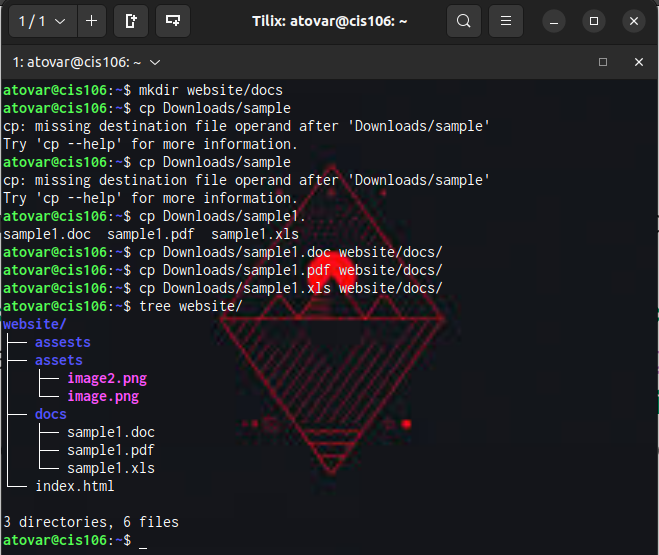 1 / 1
Tilix: atovar@cis106: ~
1: atovar@cis106: ~
atovar@cis106:~$ mkdir website/docs
atovar@cis106:~$ cp Downloads/sample
cp: missing destination file operand after 'Downloads/sample'
Try 'cp --help' for more information.
atovar@cis106:~$ cp Downloads/sample
cp: missing destination file operand after 'Downloads/sample'
Try 'cp --help' for more information.
atovar@cis106:~$ cp Downloads/sample1.
sample1.doc  sample1.pdf  sample1.xls
atovar@cis106:~$ cp Downloads/sample1.doc website/docs/
atovar@cis106:~$ cp Downloads/sample1.pdf website/docs/
atovar@cis106:~$ cp Downloads/sample1.xls website/docs/
atovar@cis106:~$ tree website/
website/
├── assests
├── assets
│   ├── image2.png
│   └── image.png
├── docs
│   ├── sample1.doc
│   ├── sample1.pdf
│   └── sample1.xls
└── index.html
3 directories, 6 files
atovar@cis106:~$ _